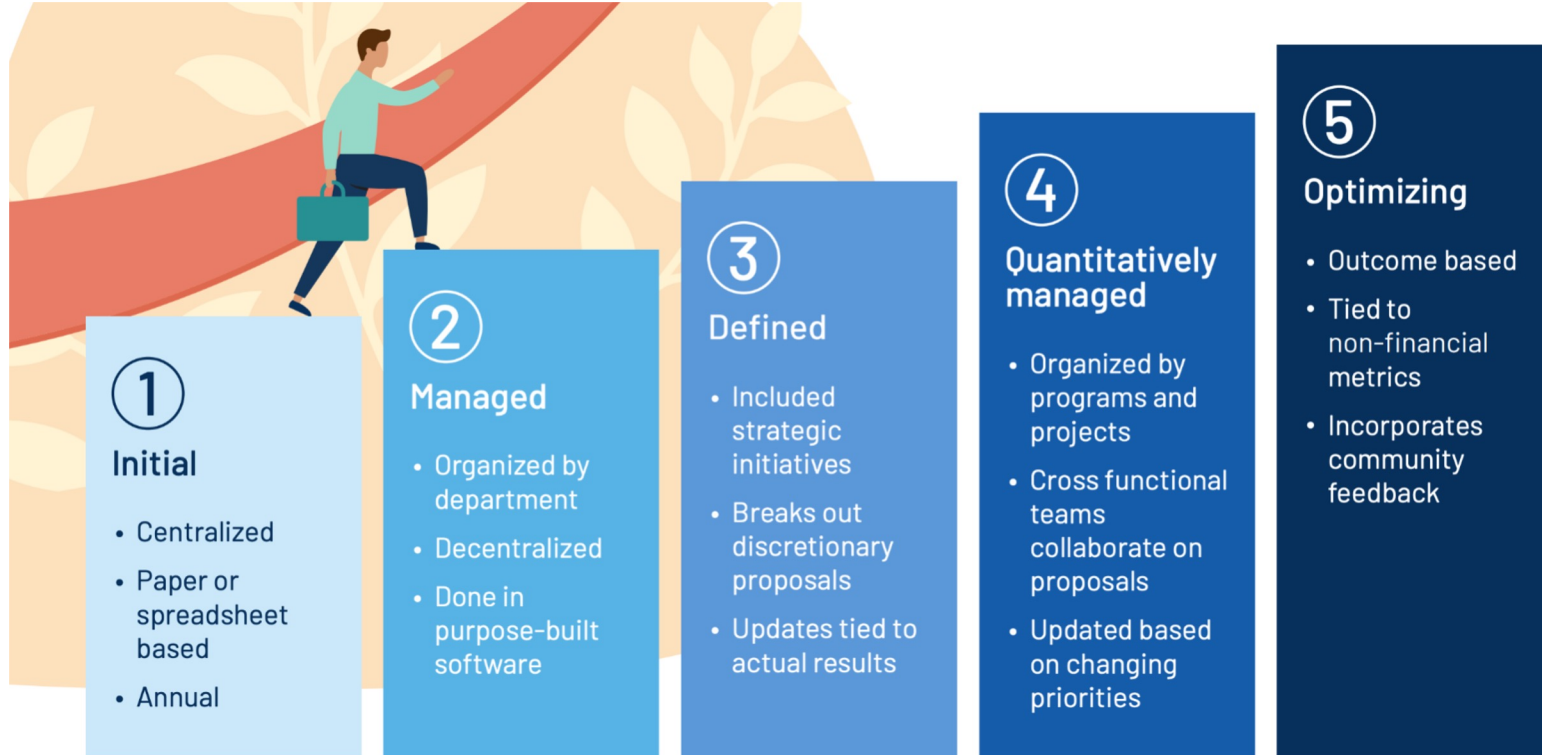 1
Initial
• Centralized
• Paper or
spreadsheet
based
• Annual
2
Managed
• Organized by
department
• Decentralized
• Done in
purpose-built
software
3
Defined
• Included
strategic
initiatives
• Breaks out
discretionary
proposals
• Updates tied to
actual results
4
Quantitatively
managed
• Organized by
programs and
projects
• Cross functional
teams
collaborate on
proposals
• Updated based
on changing
priorities
5
Optimizing
• Outcome based
• Tied to
non-financial
metrics
• Incorporates
community
feedback